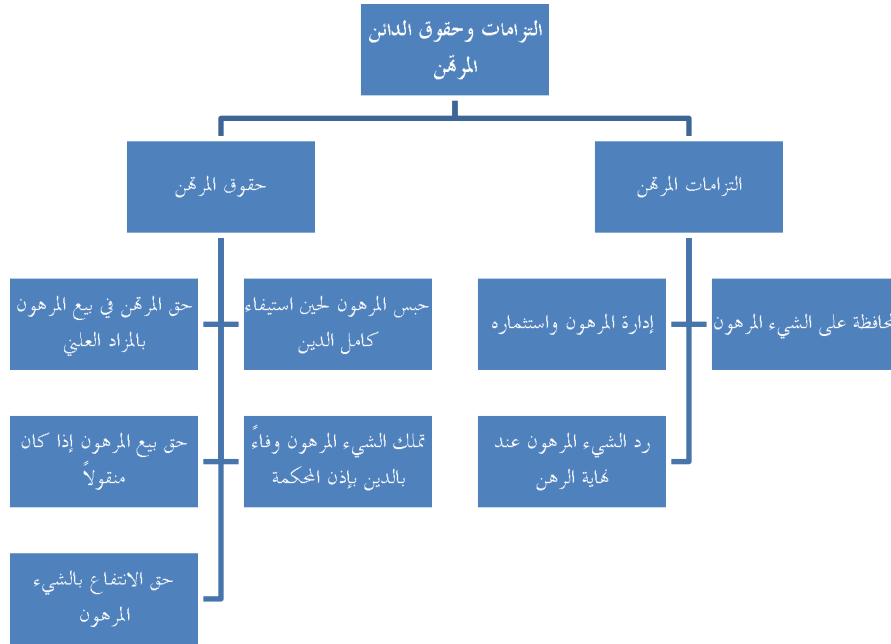 التزامات وحقوق الدائن
المرتهن
التزامات المرتهن
حقوق المرتهن
المحافظة على الشيء المرهون
إدارة المرهون واستثماره
رد الشيء المرهون عند
نهاية الرهن
حبس المرهون لحين استيفاء
كامل الدين
حق المرتهن في بيع المرهون
بالمزاد العلني
تملك الشيء المرهون وفاءً
بالدين بإذن المحكمة
حق بيع المرهون إذا كان
منقولاً
حق الانتفاع بالشيء
المرهون